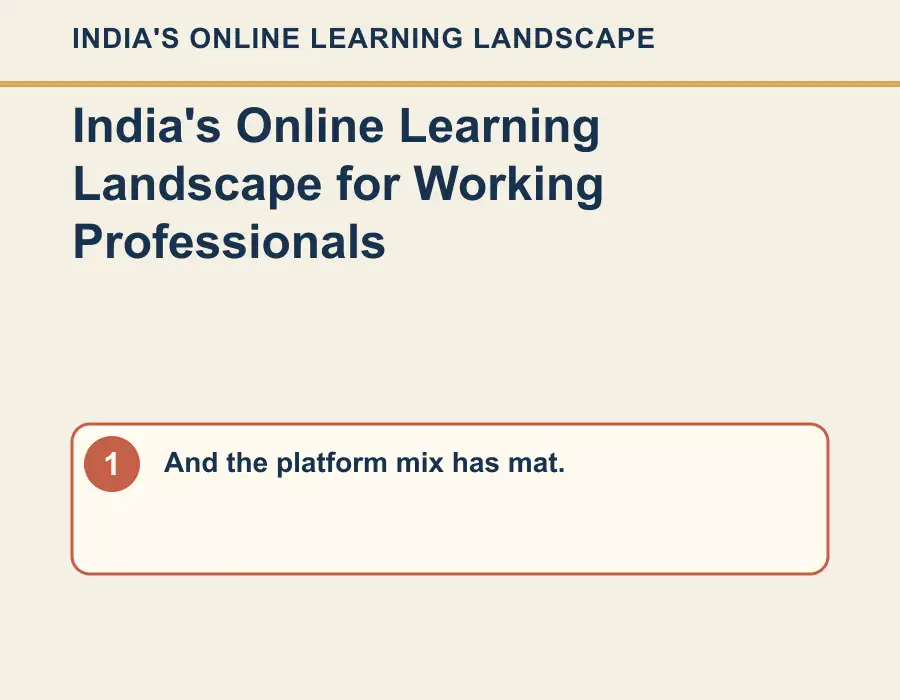 INDIA'S ONLINE LEARNING LANDSCAPE
India's Online Learning
Landscape for Working
Professionals
1
And the platform mix has mat.